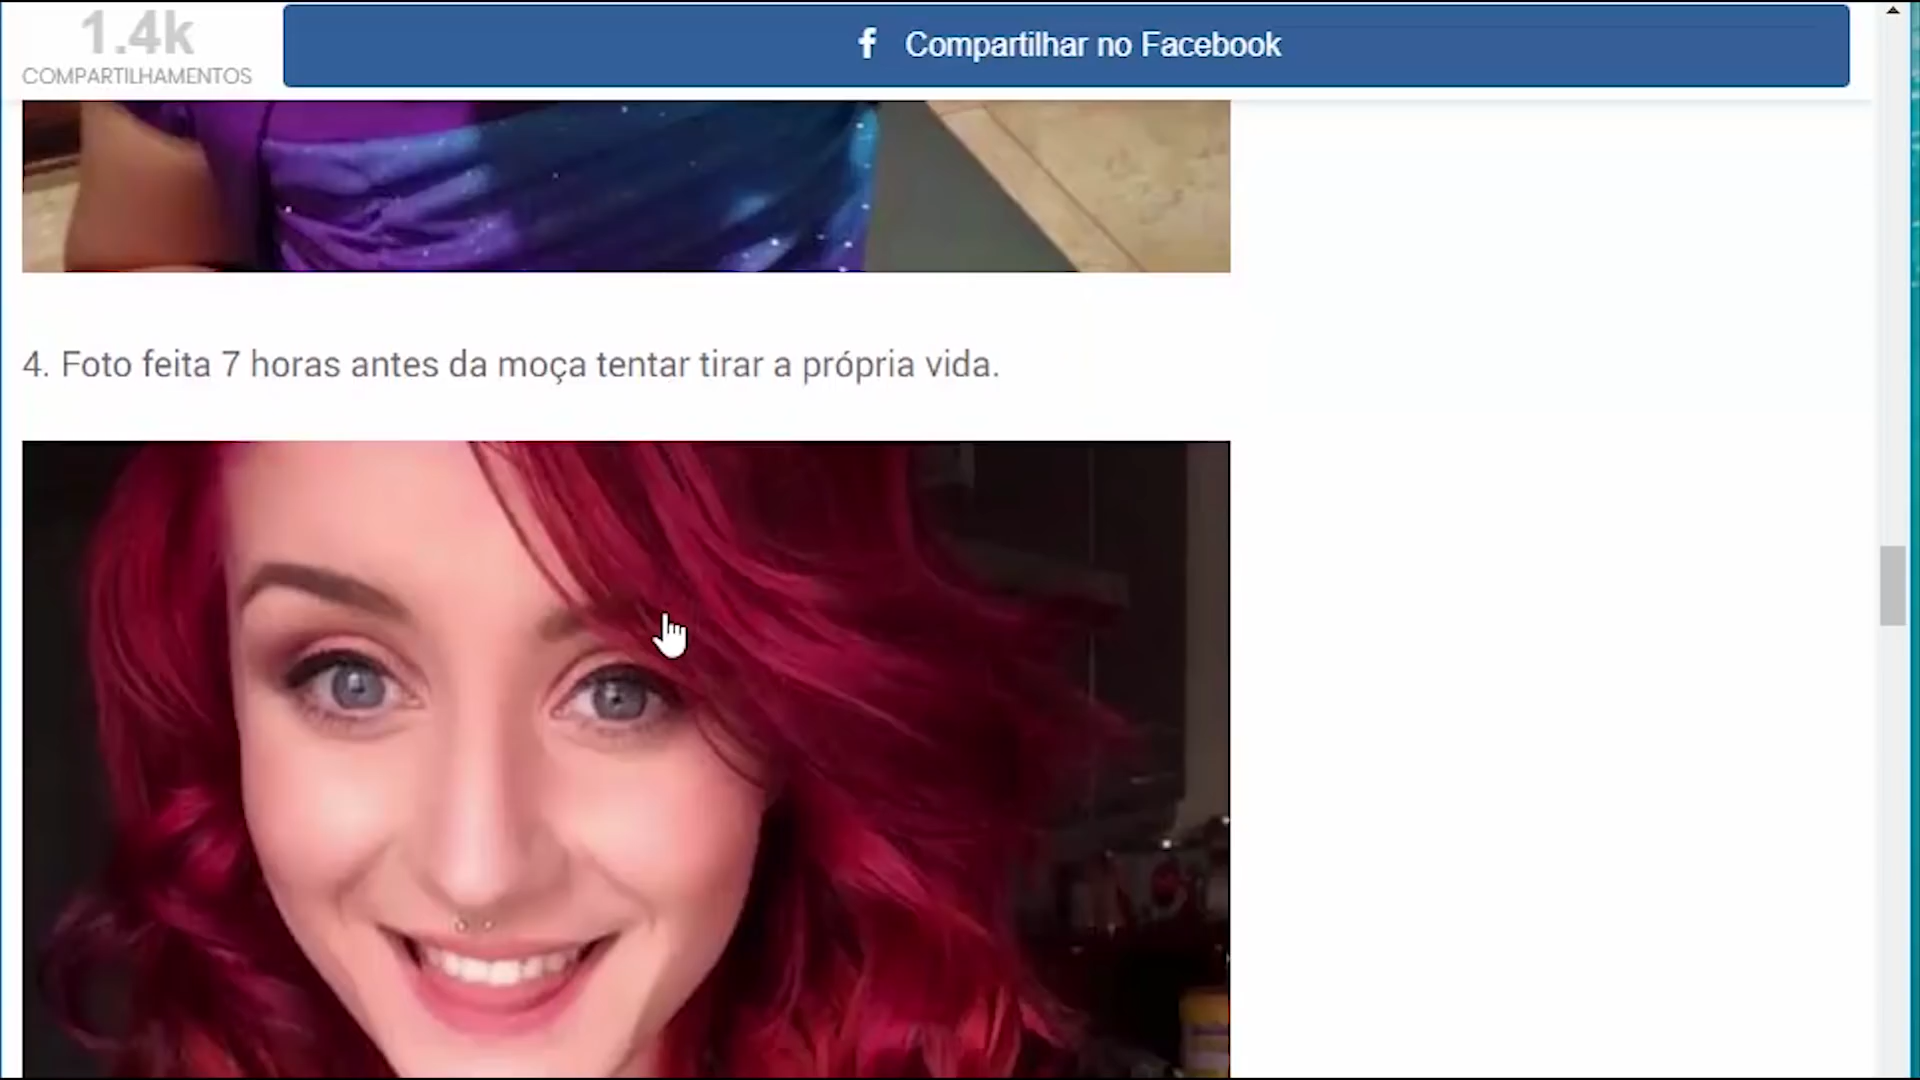 1.4k
COMPARTILHAMENTOS
Compartilhar no Facebook
4. Foto feita 7 horas antes da moça tentar tirar a própria vida.